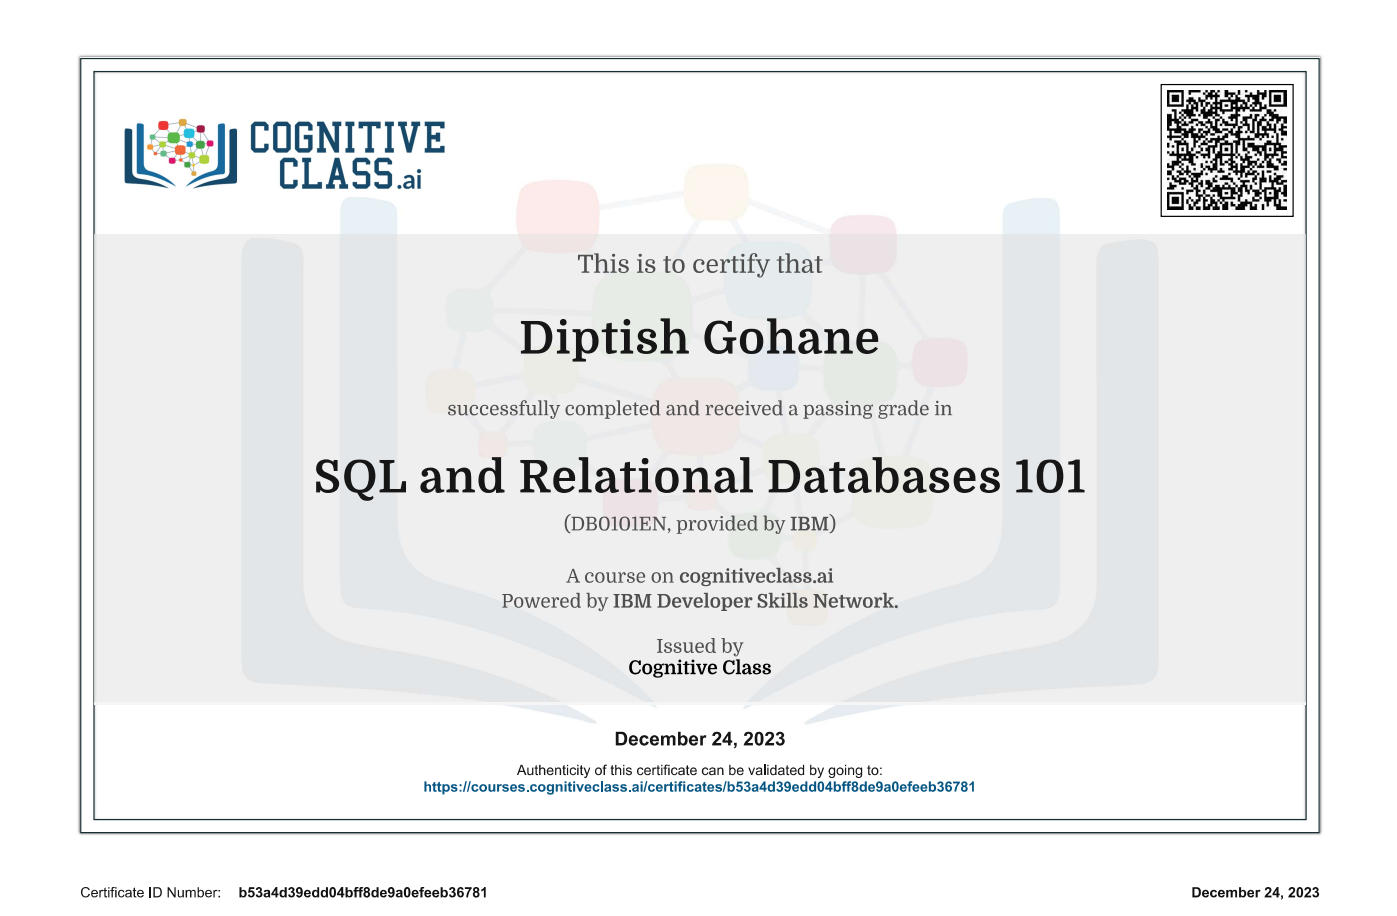 COGNITIVE
CLASS.ai
This is to certify that
Diptish Gohane
successfully completed and received a passing grade in
SQL and Relational Databases 101
(DB0101EN, provided by IBM)
A course on cognitiveclass.ai
Powered by IBM Developer Skills Network.
Issued by
Cognitive Class
December 24, 2023
Authenticity of this certificate can be validated by going to:
https://courses.cognitiveclass.ai/certificates/b53a4d39edd04bff8de9a0efeeb36781
Certificate ID Number: b53a4d39edd04bff8de9a0efeeb36781
December 24, 2023